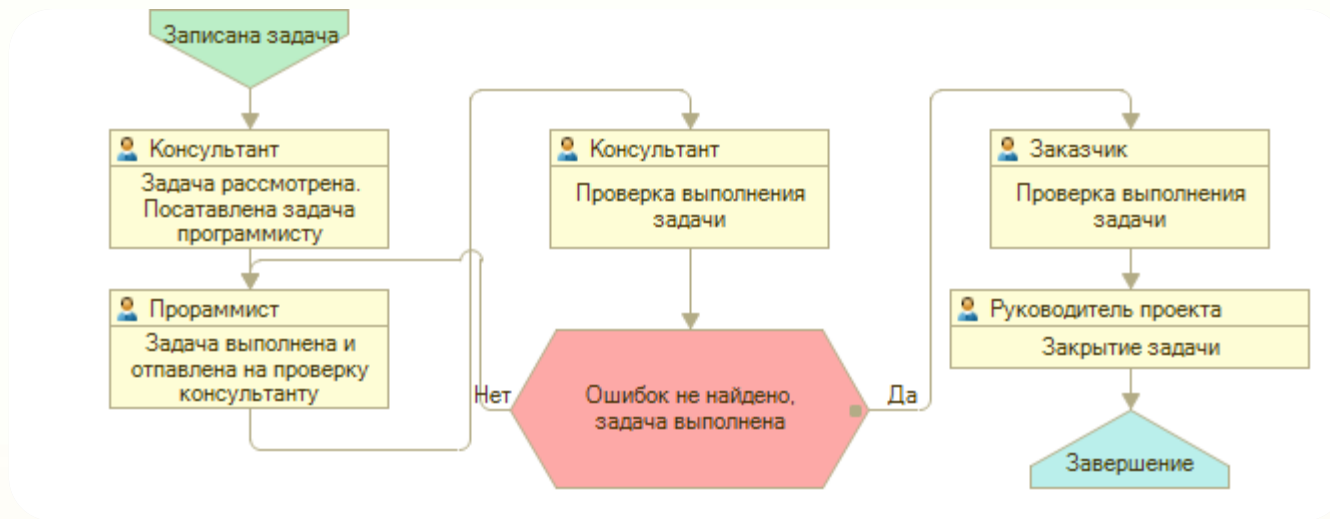 Записана задача
Консультант
Задача рассмотрена.
Посатавлена задача
программисту
Прораммист
Задача выполнена и
отпавлена на проверку
консультанту
Консультант
Проверка выполнения
задачи
Нет
Ошибок не найдено,
задача выполнена
Да
Заказчик
Проверка выполнения
задачи
Руководитель проекта
Закрытие задачи
Завершение